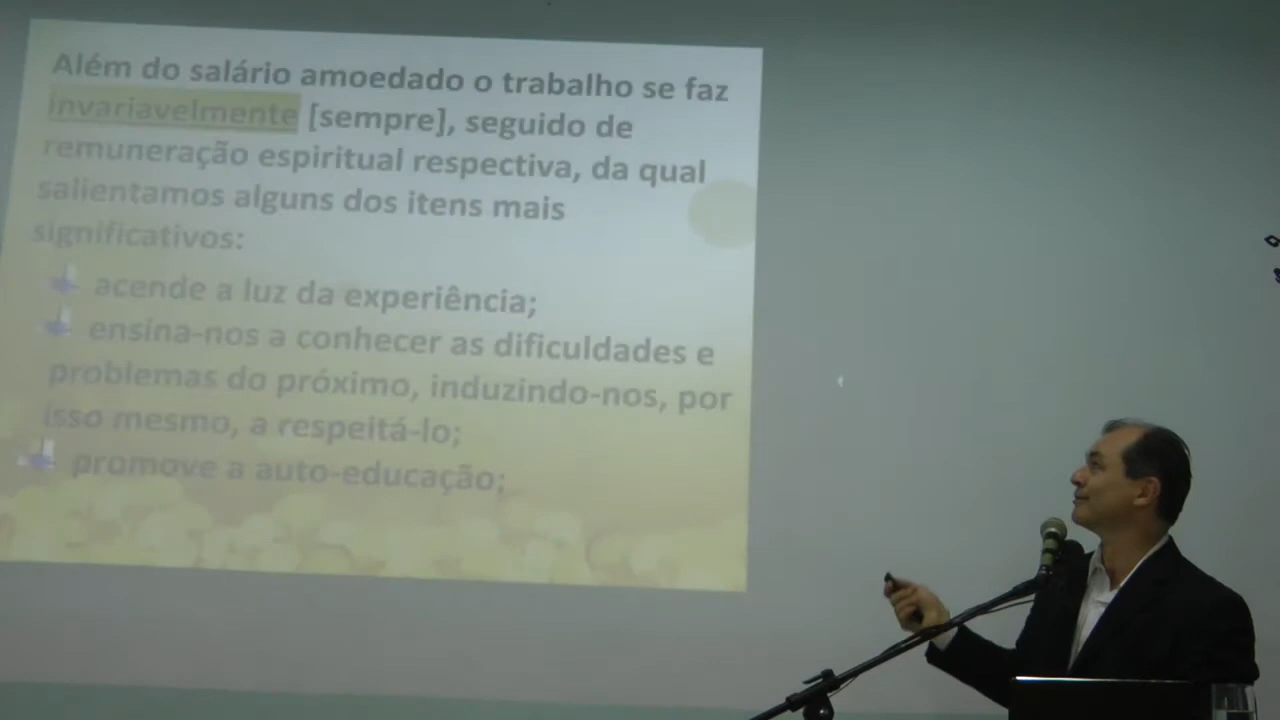 Além do salário amoedado o trabalho se faz
invariavelmente [sempre], seguido de
remuneração espiritual respectiva, da qual
salientamos alguns dos itens mais
significativos:
acende a luz da experiência;
ensina-nos a conhecer as dificuldades e
problemas do próximo, induzindo-nos, por
isso mesmo, a respeitá-lo;
promove a auto-educação;